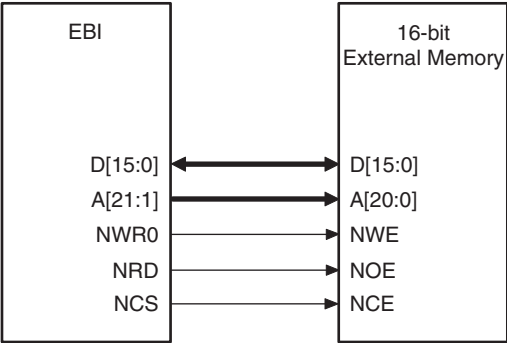 EBI
16-bit
External Memory
D[15:0] D[15:0]
A[21:1] A[20:0]
NWR0 NWE
NRD NOE
NCS NCE